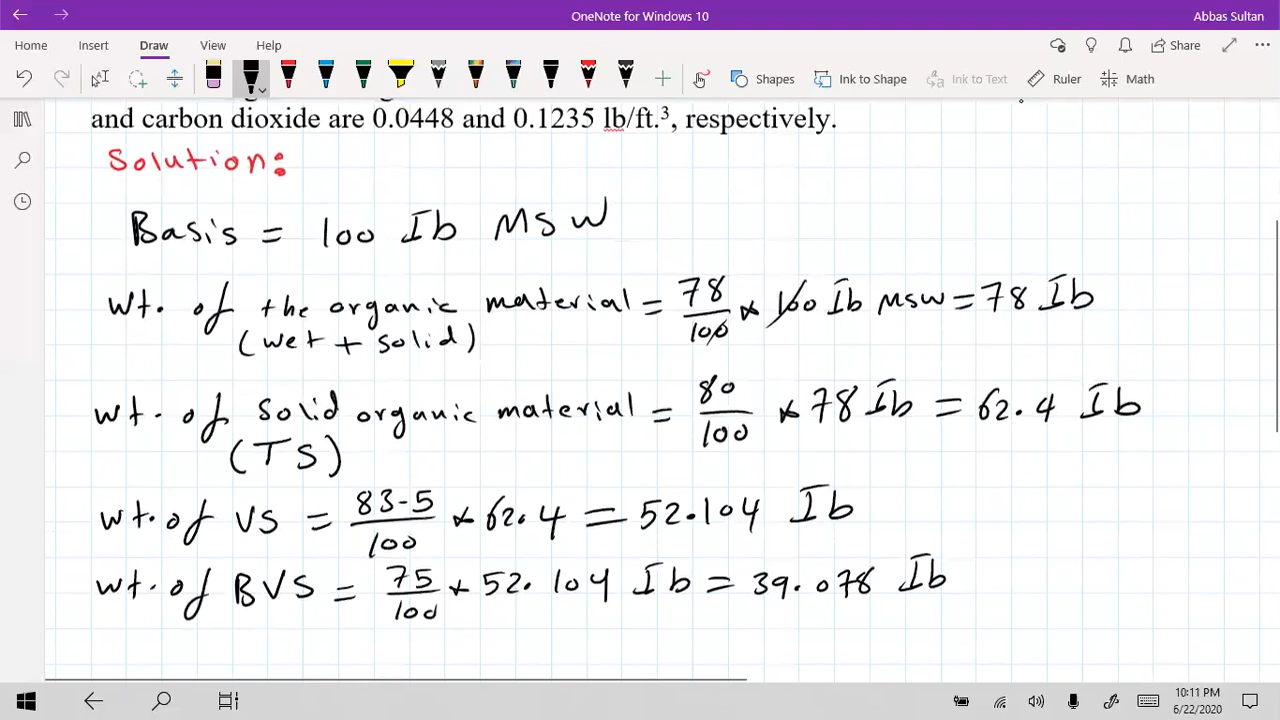 OneNote for Windows 10
Abbas Sultan
Home Insert Draw View Help
Share
Shapes Ink to Shape Ink to Text Ruler Math
and carbon dioxide are 0.0448 and 0.1235 lb/ft.³, respectively.
Solution:
Basis = 100 Ib MSW
Wt. of the organic material = 78/100 * 100 Ib MSW = 78 Ib
(wet + solid)
wt. of solid organic material = 80/100 * 78 Ib = 62.4 Ib
(TS)
wt. of VS = 83-5/100 * 62.4 = 52.104 Ib
wt. of BVS = 75/100 * 52.104 Ib = 39.078 Ib
10:11 PM
6/22/2020